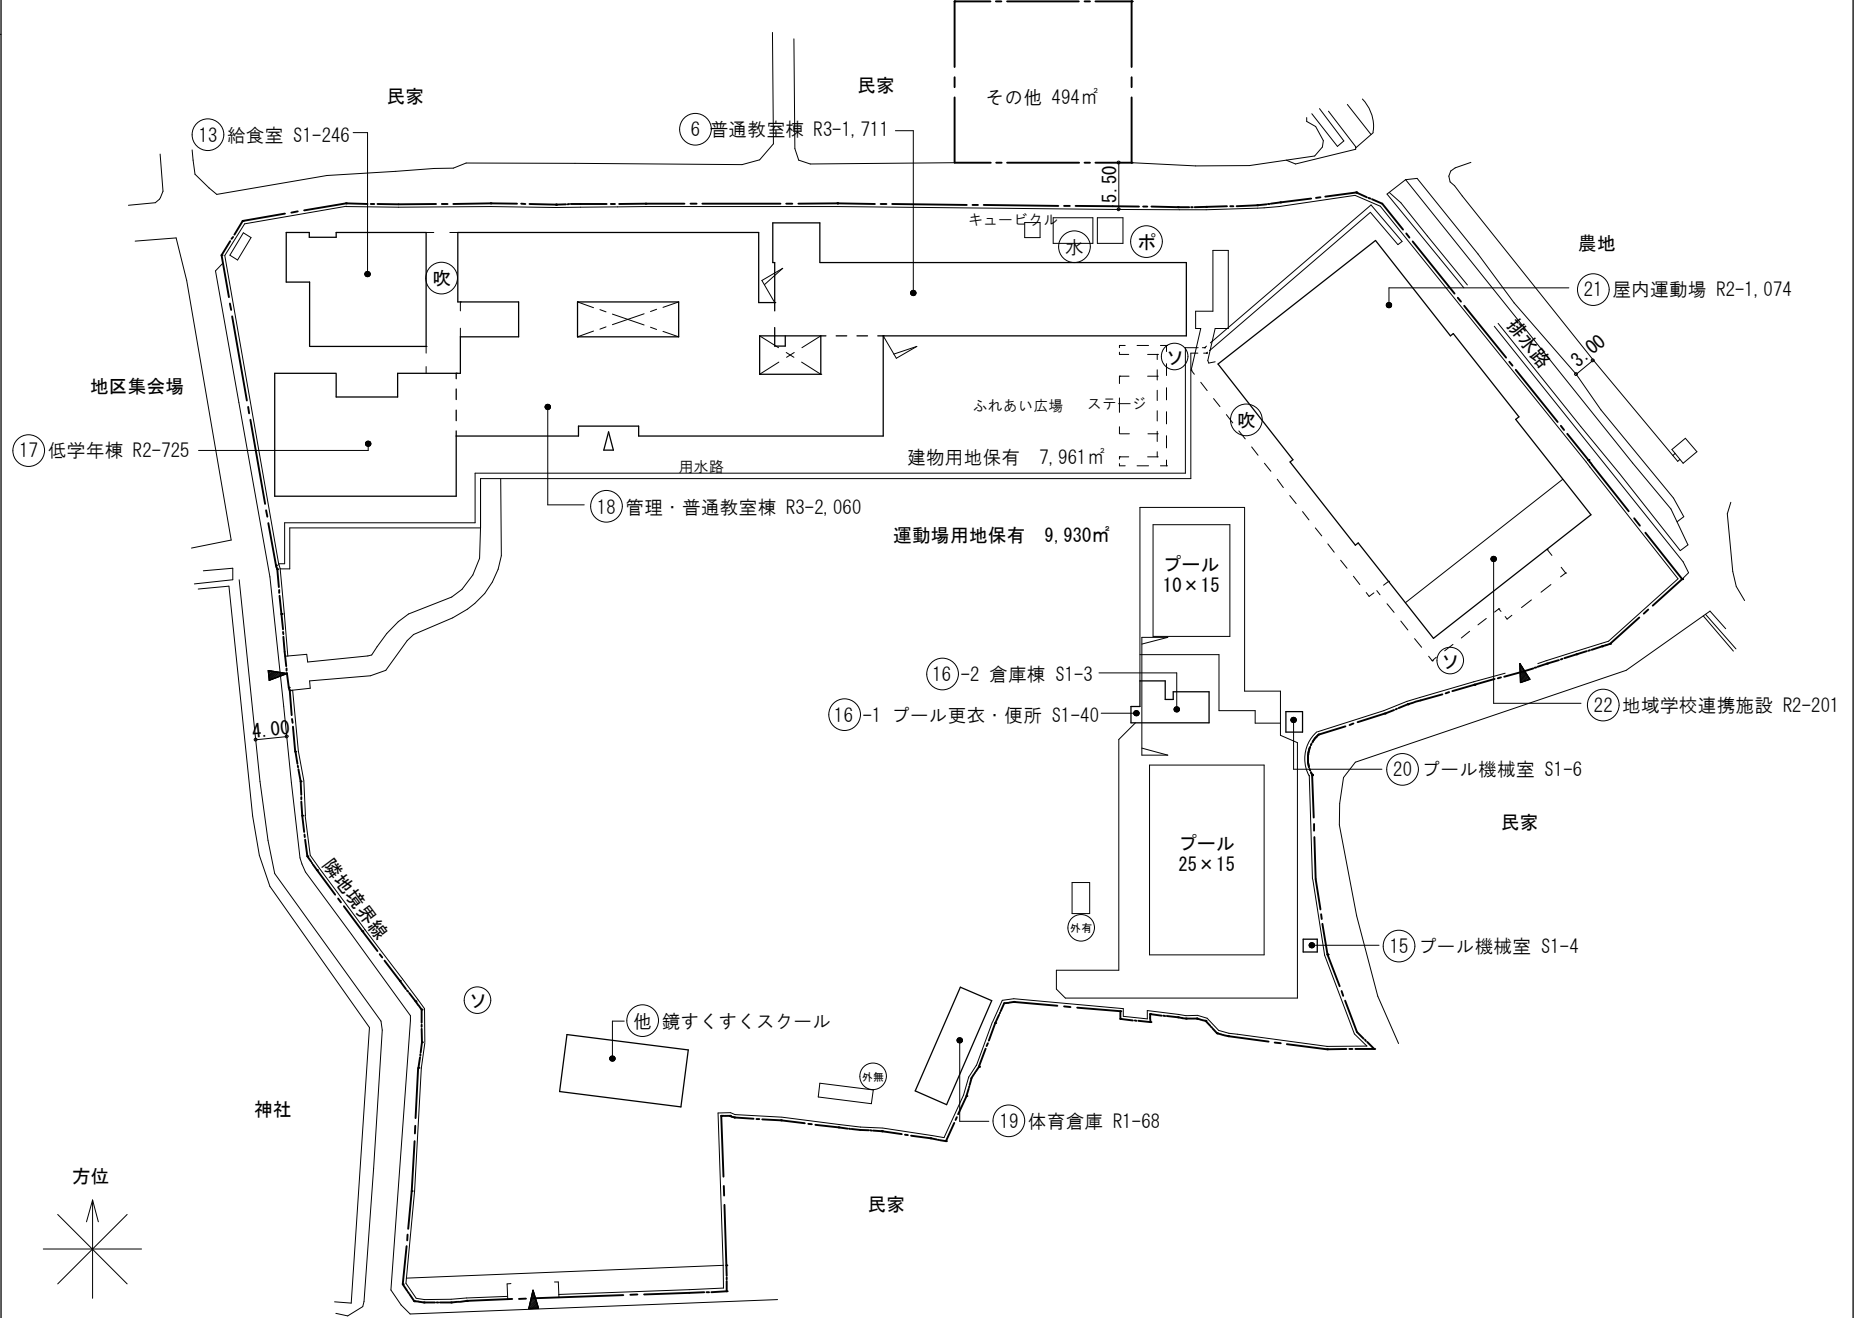 民家
民家
その他 494㎡
⑬給食室 S1-246
⑥普通教室棟 R3-1,711
5.50
キュービクル
水
ポ
農地
吹
㉑屋内運動場 R2-1,074
排水路
3.00
ソ
地区集会場
ふれあい広場
ステージ
吹
⑰低学年棟 R2-725
建物用地保有 7,961㎡
用水路
⑱管理・普通教室棟 R3-2,060
運動場用地保有 9,930㎡
プール
10×15
ソ
⑯-2 倉庫棟 S1-3
⑯-1 プール更衣・便所 S1-40
㉒地域学校連携施設 R2-201
4.00
⑳プール機械室 S1-6
民家
プール
25×15
隣地境界線
外有
⑮プール機械室 S1-4
ソ
他 鏡すくすくスクール
外無
神社
⑲体育倉庫 R1-68
方位
民家